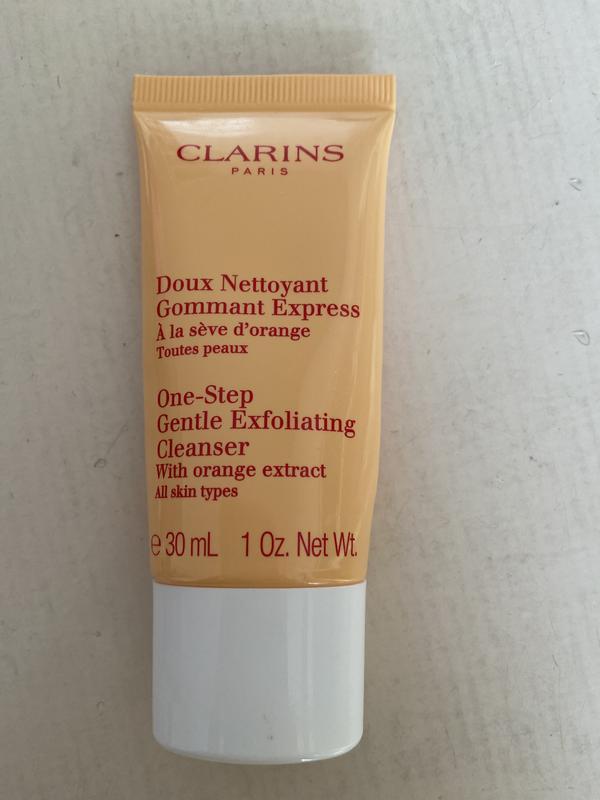 CLARINS
PARIS
Doux Nettoyant
Gommant Express
À la sève d'orange
Toutes peaux
One-Step
Gentle Exfoliating
Cleanser
With orange extract
All skin types
℮ 30 mL 1 Oz. Net Wt.